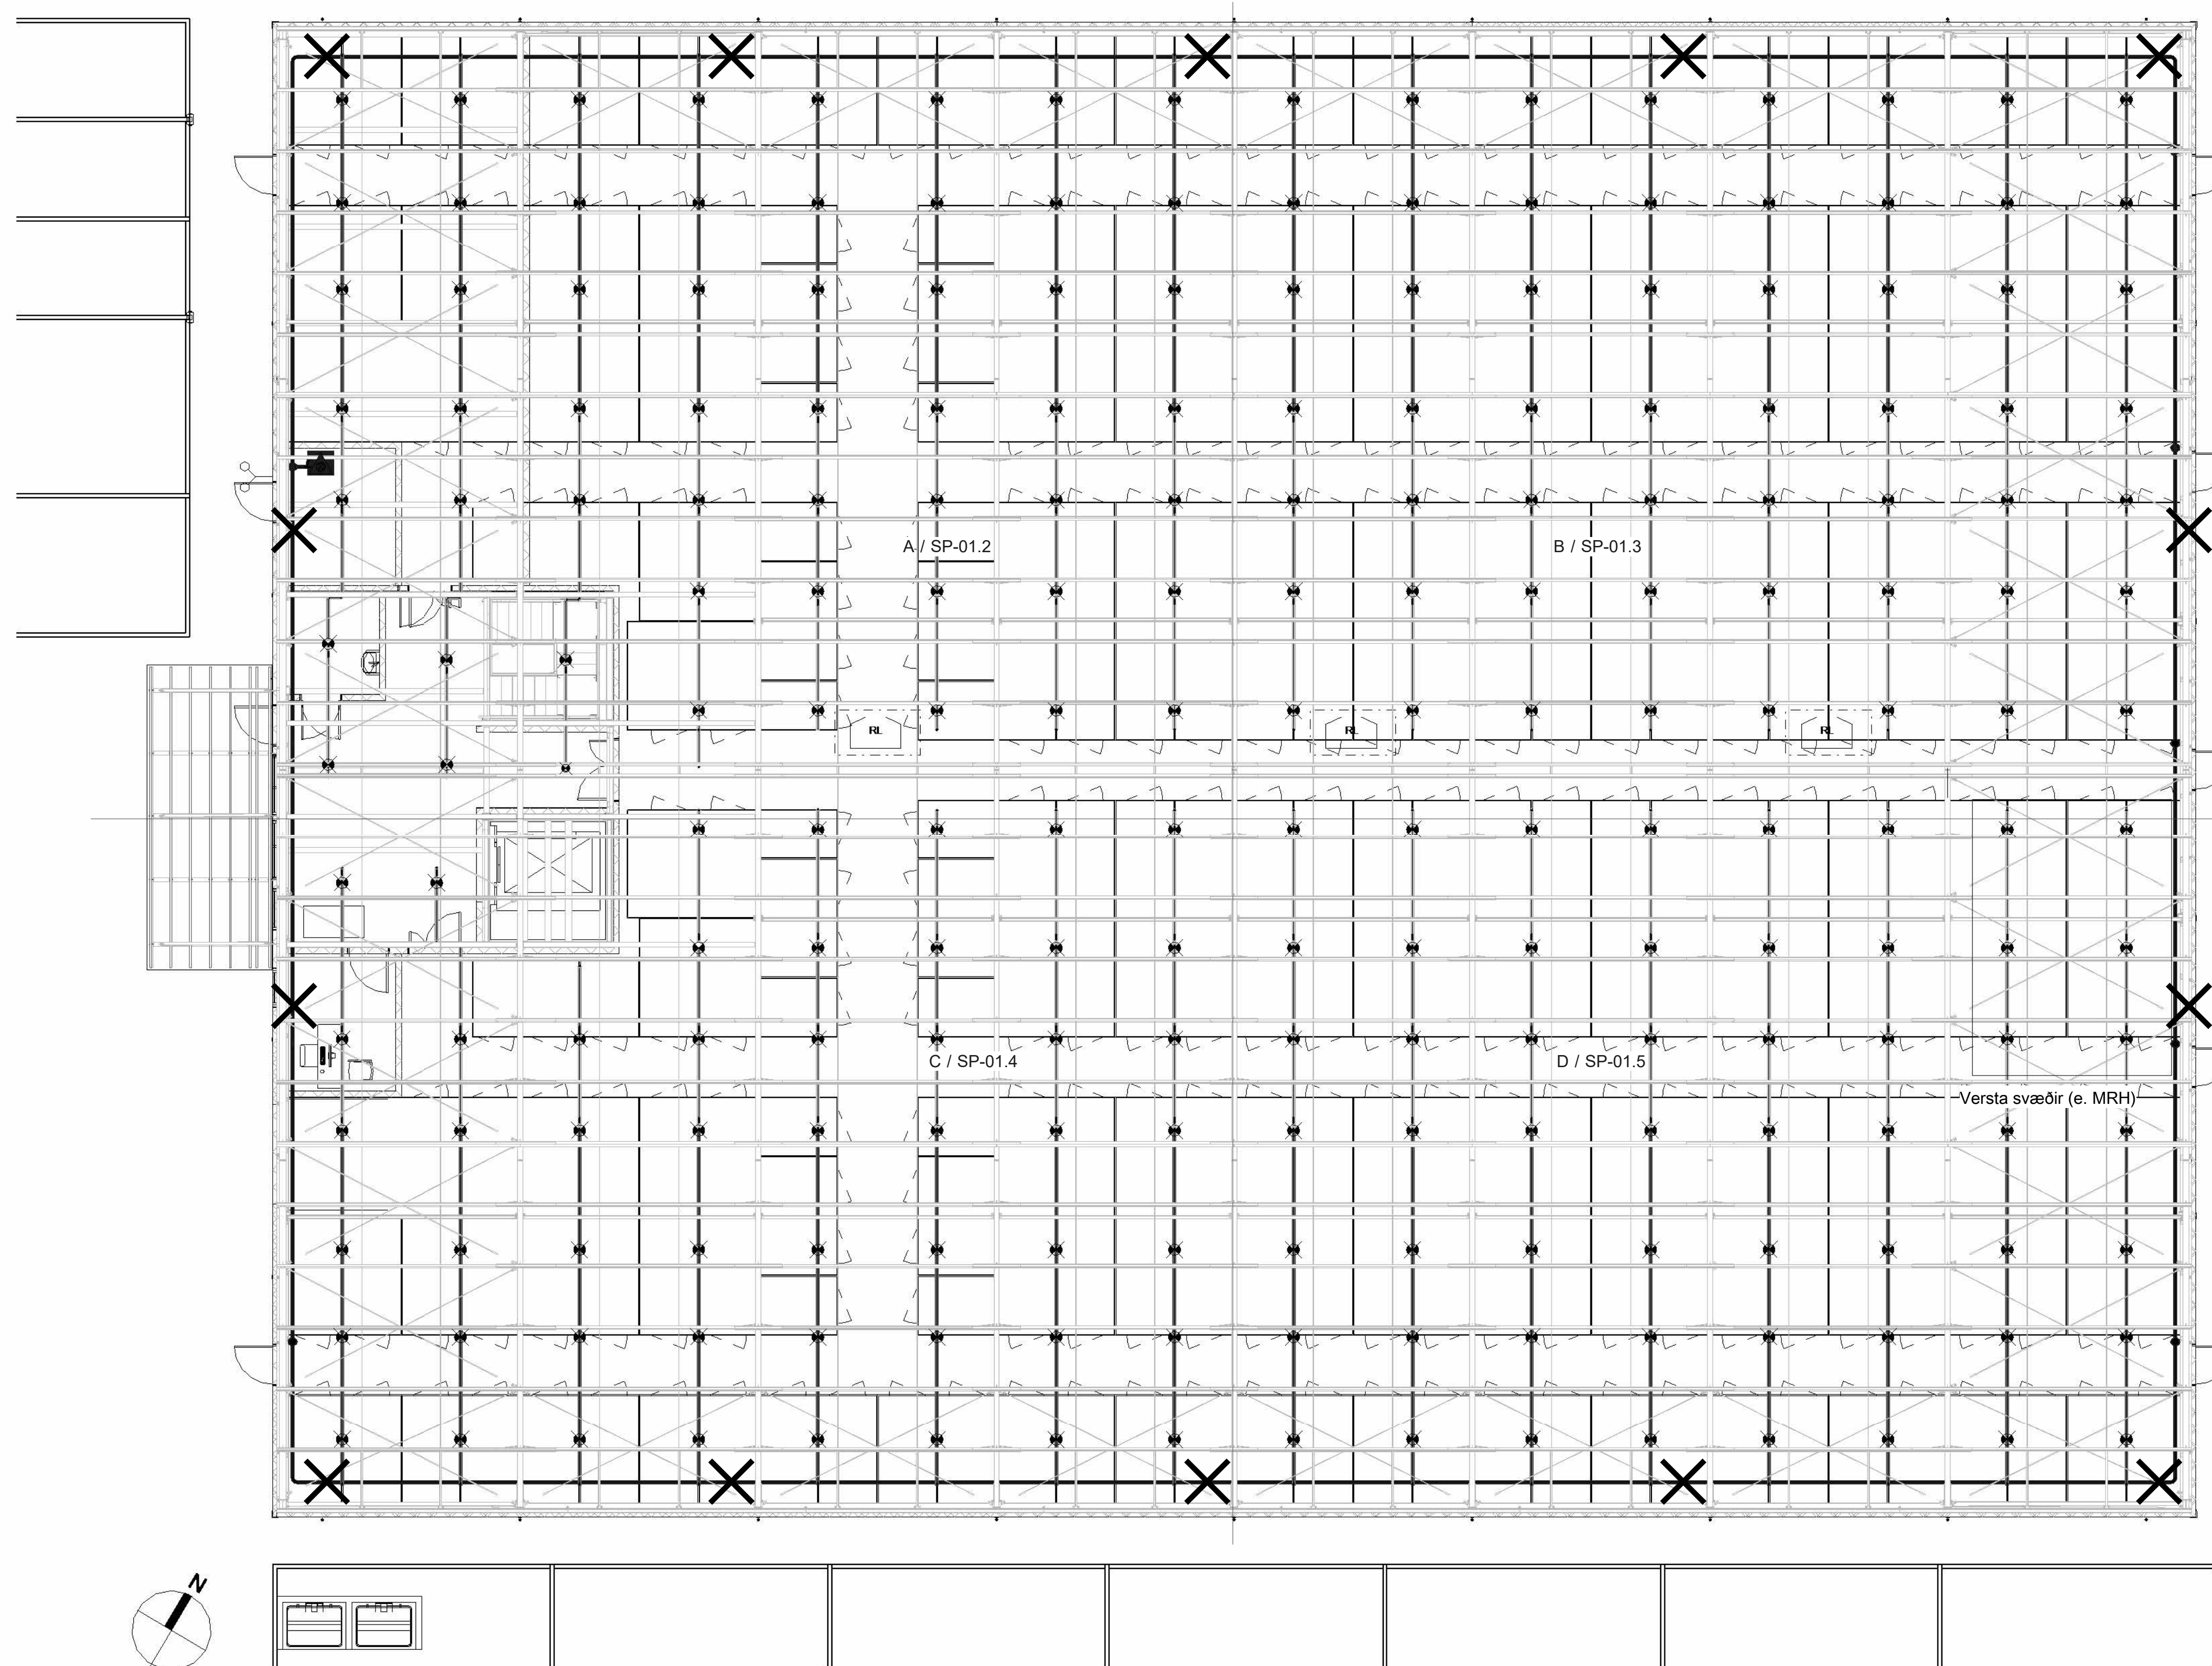 A / SP-01.2
B / SP-01.3
RL
RL
RL
C / SP-01.4
D / SP-01.5
Versta svæðir (e. MRH)
N